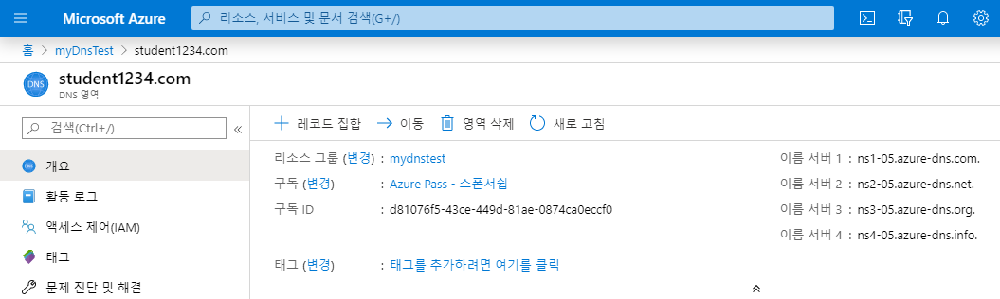 Microsoft Azure
리소스, 서비스 및 문서 검색(G+/)
홈 > myDnsTest > student1234.com
DNS
student1234.com
DNS 영역
검색(Ctrl+/)
«
+ 레코드 집합
이동
영역 삭제
새로 고침
개요
활동 로그
액세스 제어(IAM)
태그
문제 진단 및 해결
리소스 그룹 (변경) : mydnstest
구독 (변경) : Azure Pass - 스폰서쉽
구독 ID : d81076f5-43ce-449d-81ae-0874ca0eccf0
태그 (변경) : 태그를 추가하려면 여기를 클릭
이름 서버 1 : ns1-05.azure-dns.com.
이름 서버 2 : ns2-05.azure-dns.net.
이름 서버 3 : ns3-05.azure-dns.org.
이름 서버 4 : ns4-05.azure-dns.info.